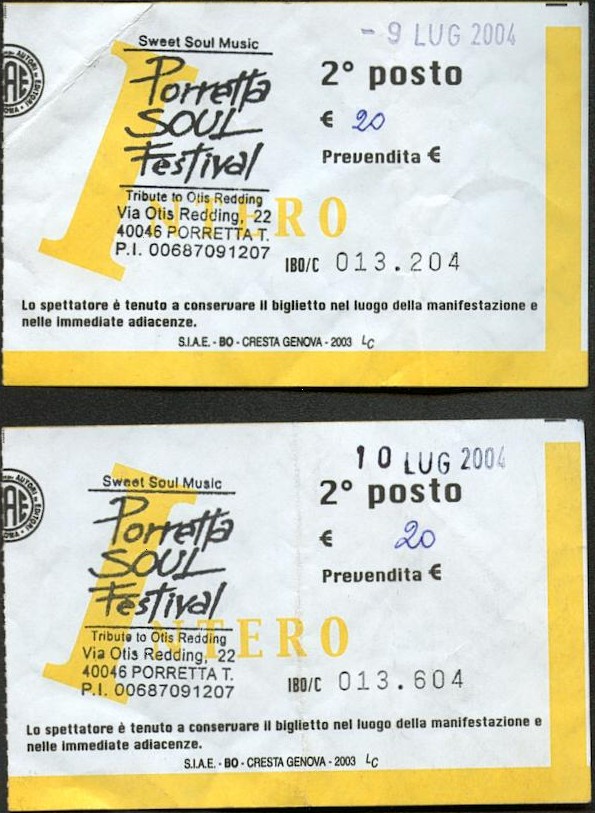 - 9 LUG 2004
Sweet Soul Music
Porretta
SOUL
Festival
Tribute to Otis Redding
Via Otis Redding, 22
40046 PORRETTA T.
P.I. 00687091207
2° posto
€ 20
Prevendita €
INTERO
IBO/C 013.204
Lo spettatore è tenuto a conservare il biglietto nel luogo della manifestazione e
nelle immediate adiacenze.
S.I.A.E. - BO - CRESTA GENOVA - 2003 LC
10 LUG 2004
Sweet Soul Music
Porretta
SOUL
Festival
Tribute to Otis Redding
Via Otis Redding, 22
40046 PORRETTA T.
P.I. 00687091207
2° posto
€ 20
Prevendita €
INTERO
IBO/C 013.604
Lo spettatore è tenuto a conservare il biglietto nel luogo della manifestazione e
nelle immediate adiacenze.
S.I.A.E. - BO - CRESTA GENOVA - 2003 LC